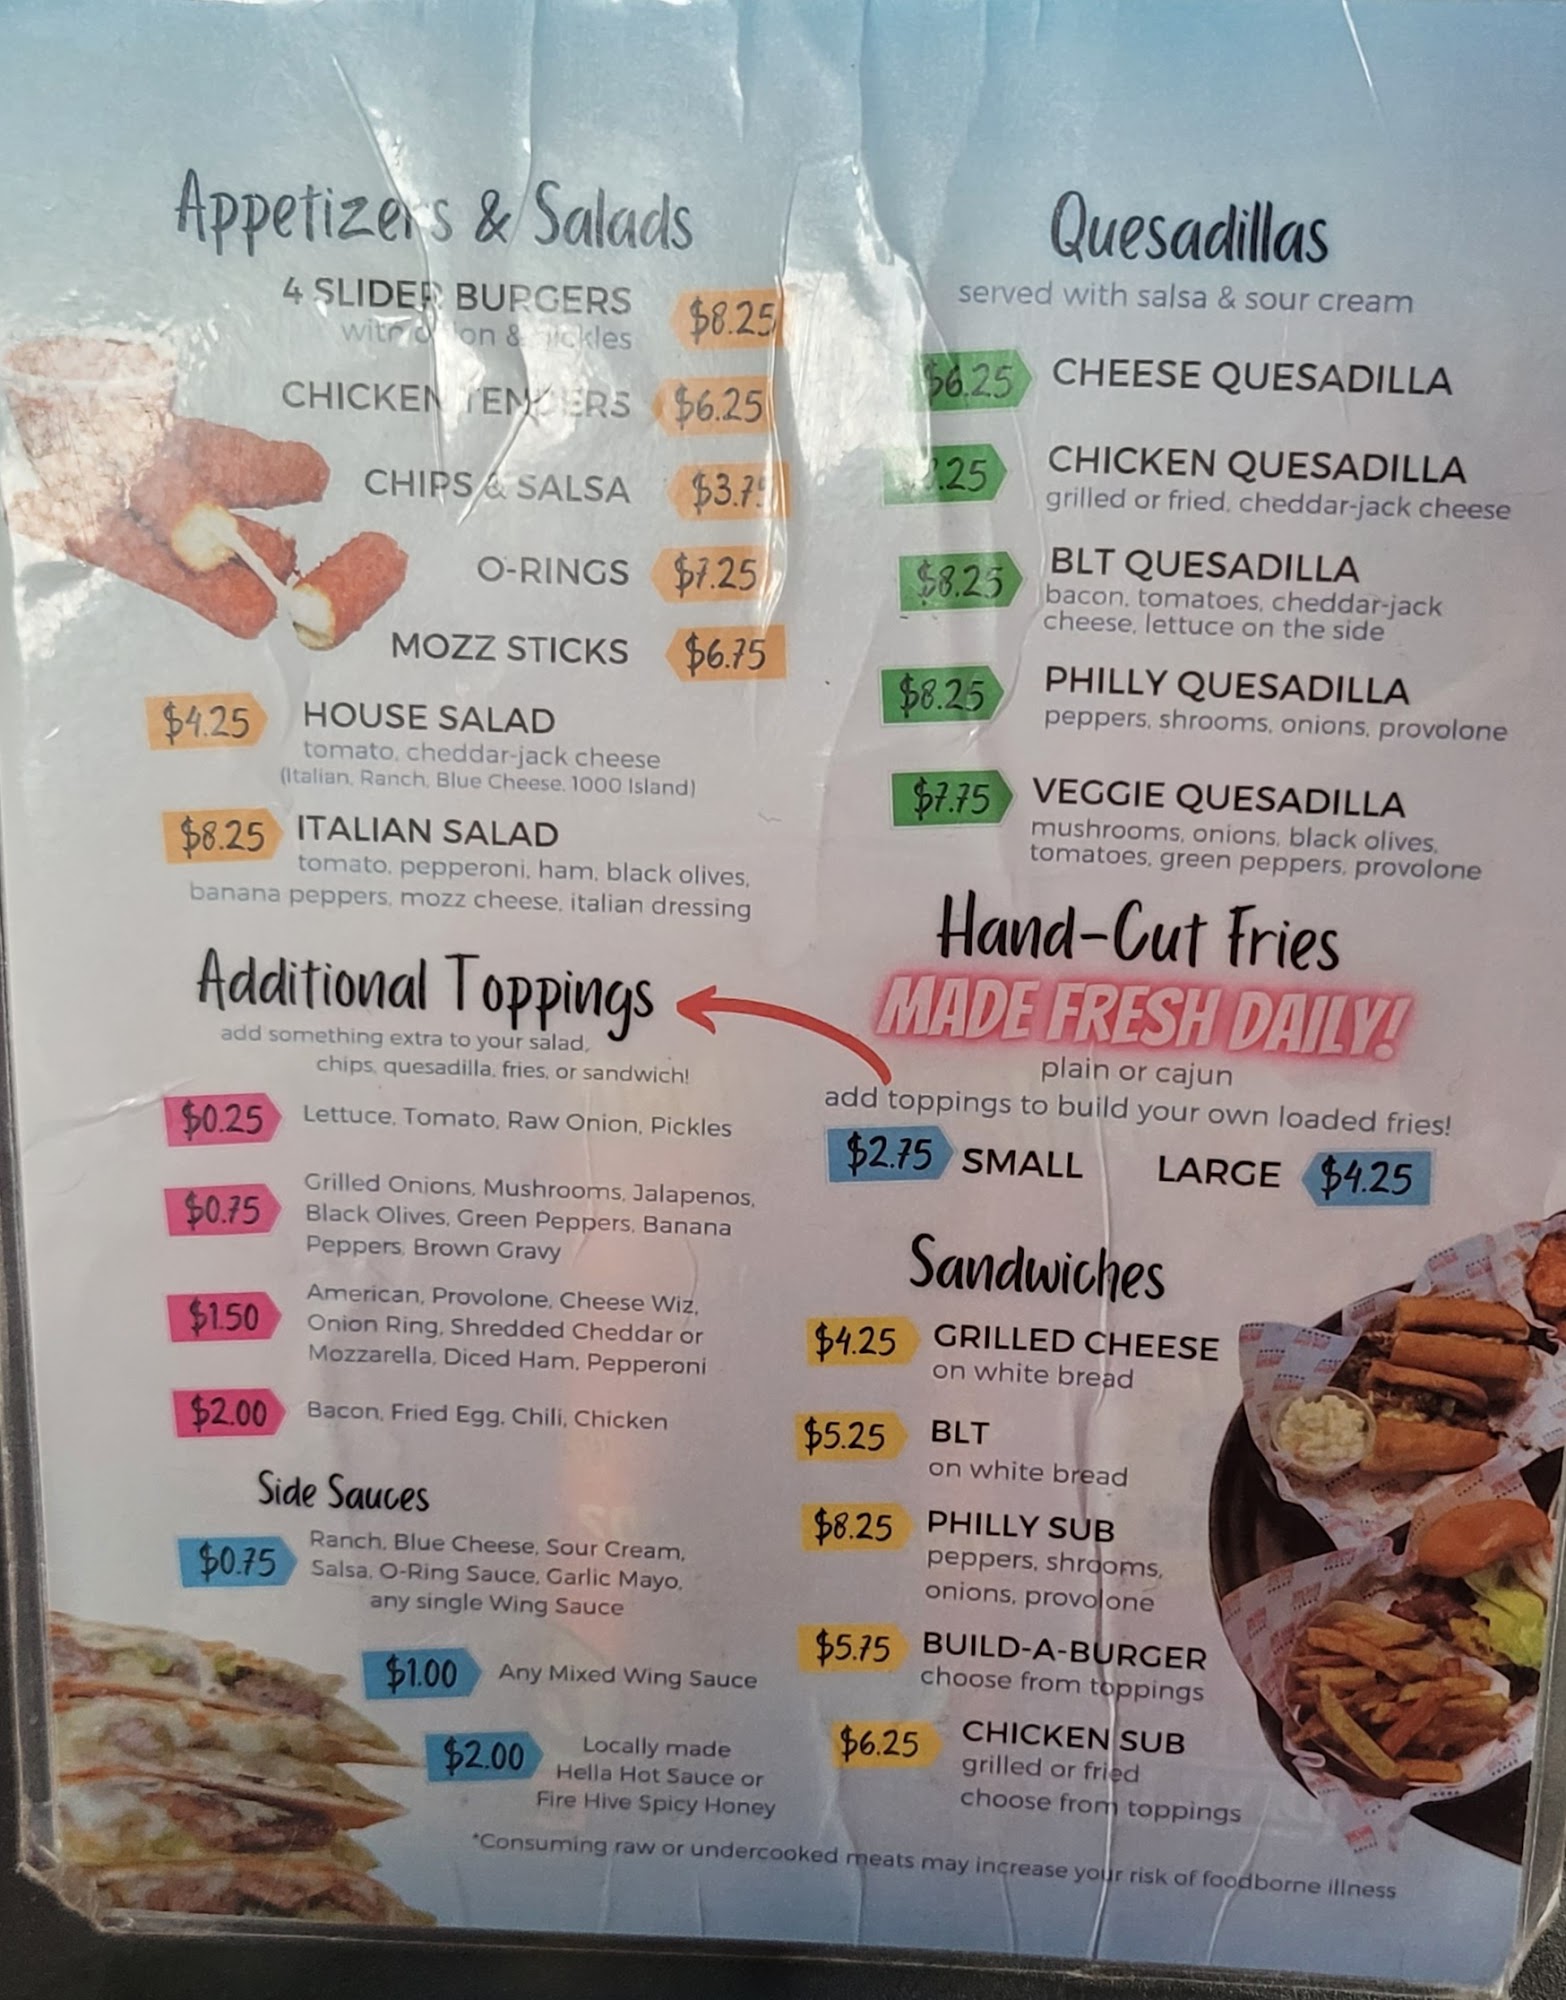 Appetizers & Salads
4 SLIDER BURGERS $8.25
with onion & pickles
CHICKEN TENDERS $6.25
CHIPS & SALSA $3.75
O-RINGS $7.25
MOZZ STICKS $6.75
$4.25 HOUSE SALAD
tomato, cheddar-jack cheese
(Italian, Ranch, Blue Cheese, 1000 Island)
$8.25 ITALIAN SALAD
tomato, pepperoni, ham, black olives,
banana peppers, mozz cheese, italian dressing
Additional Toppings
add something extra to your salad,
chips, quesadilla, fries, or sandwich!
$0.25 Lettuce, Tomato, Raw Onion, Pickles
Grilled Onions, Mushrooms, Jalapenos,
$0.75 Black Olives, Green Peppers, Banana
Peppers, Brown Gravy
American, Provolone, Cheese Wiz,
$1.50 Onion Ring, Shredded Cheddar or
Mozzarella, Diced Ham, Pepperoni
$2.00 Bacon, Fried Egg, Chili, Chicken
Side Sauces
Ranch, Blue Cheese, Sour Cream,
$0.75 Salsa, O-Ring Sauce, Garlic Mayo,
any single Wing Sauce
$1.00 Any Mixed Wing Sauce
Locally made
$2.00 Hella Hot Sauce or
Fire Hive Spicy Honey
Quesadillas
served with salsa & sour cream
$6.25 CHEESE QUESADILLA
.25 CHICKEN QUESADILLA
grilled or fried, cheddar-jack cheese
$8.25 BLT QUESADILLA
bacon, tomatoes, cheddar-jack
cheese, lettuce on the side
$8.25 PHILLY QUESADILLA
peppers, shrooms, onions, provolone
$7.75 VEGGIE QUESADILLA
mushrooms, onions, black olives,
tomatoes, green peppers, provolone
Hand-Cut Fries
MADE FRESH DAILY!
plain or cajun
add toppings to build your own loaded fries!
$2.75 SMALL LARGE $4.25
Sandwiches
$4.25 GRILLED CHEESE
on white bread
$5.25 BLT
on white bread
$8.25 PHILLY SUB
peppers, shrooms,
onions, provolone
$5.75 BUILD-A-BURGER
choose from toppings
$6.25 CHICKEN SUB
grilled or fried
choose from toppings
*Consuming raw or undercooked meats may increase your risk of foodborne illness